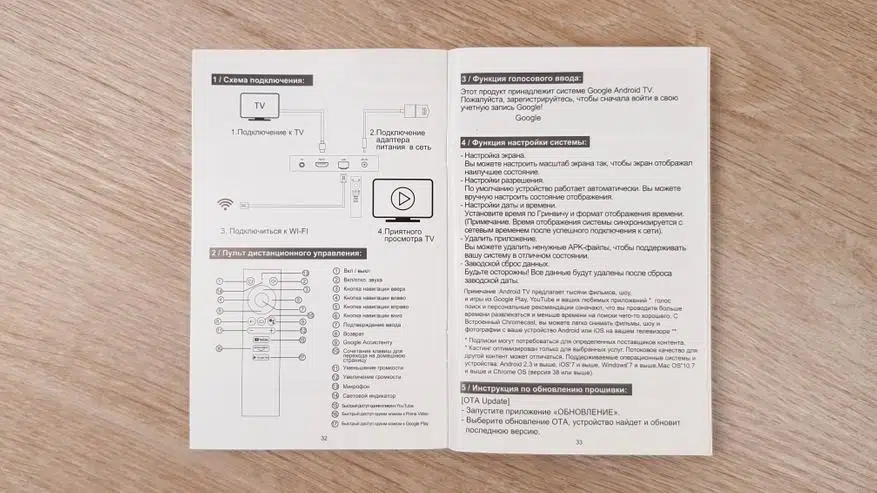 1 / Схема подключения:
TV
1.Подключение к TV
2.Подключение
адаптера
питания в сеть
3. Подключиться к WI-FI
4.Приятного
просмотра TV
2 / Пульт дистанционного управления:
1 Вкл / выкл
2 Вкл/откл. звука
3 Кнопка навигации вверх
4 Кнопка навигации влево
5 Кнопка навигации вправо
6 Кнопка навигации вниз
7 Подтверждение ввода
8 Возврат
9 Google Ассистенту
10 Сочетание клавиш для
перехода на домашнюю
страницу
11 Уменьшение громкости
12 Увеличение громкости
13 Микрофон
14 Световой индикатор
15 Быстрый доступ одним кликом к YouTube
16 Быстрый доступ одним кликом к Prime Video
17 Быстрый доступ одним кликом к Google Play
32
3 / Функция голосового ввода:
Этот продукт принадлежит системе Google Android TV.
Пожалуйста, зарегистрируйтесь, чтобы сначала войти в свою
учетную запись Google!
Google
4 / Функция настройки системы:
- Настройка экрана.
Вы можете настроить масштаб экрана так, чтобы экран отображал
наилучшее состояние.
- Настройки разрешения.
По умолчанию устройство работает автоматически. Вы можете
вручную настроить состояние отображения.
- Настройки даты и времени.
Установите время по Гринвичу и формат отображения времени.
(Примечание. Время отображения системы синхронизируется с
сетевым временем после успешного подключения к сети).
- Удалить приложение.
Вы можете удалить ненужные APK-файлы, чтобы поддерживать
вашу систему в отличном состоянии.
- Заводской сброс данных.
Будьте осторожны! Все данные будут удалены после сброса
заводской даты.
Примечание :Android TV предлагает тысячи фильмов, шоу,
и игры из Google Play, YouTube и ваших любимых приложений * голос
поиск и персональные рекомендации означают, что вы проводите больше
времени развлекаться и меньше времени на поиски чего-то хорошего. С
Встроенный Chromecast, вы можете легко снимать фильмы, шоу и
фотографии с ваше устройство Android или iOS на вашем телевизоре **
* Подписки могут потребоваться для определенных поставщиков контента.
* Кастинг оптимизирован только для выбранных услуг. Потоковое качество для
другой контент может отличаться. Поддерживаемые операционные системы и
устройства: Android 2.3 и выше, iOS°7 и выше, Windowst°7 и выше,Mac OS°10.7
и выше и Chrome OS (версия 38 или выше).
5 / Инструкция по обновлению прошивки:
[OTA Update]
- Запустите приложение «ОБНОВЛЕНИЕ».
- Выберите обновление ОТА, устройство найдет и обновит
последнюю версию.
33